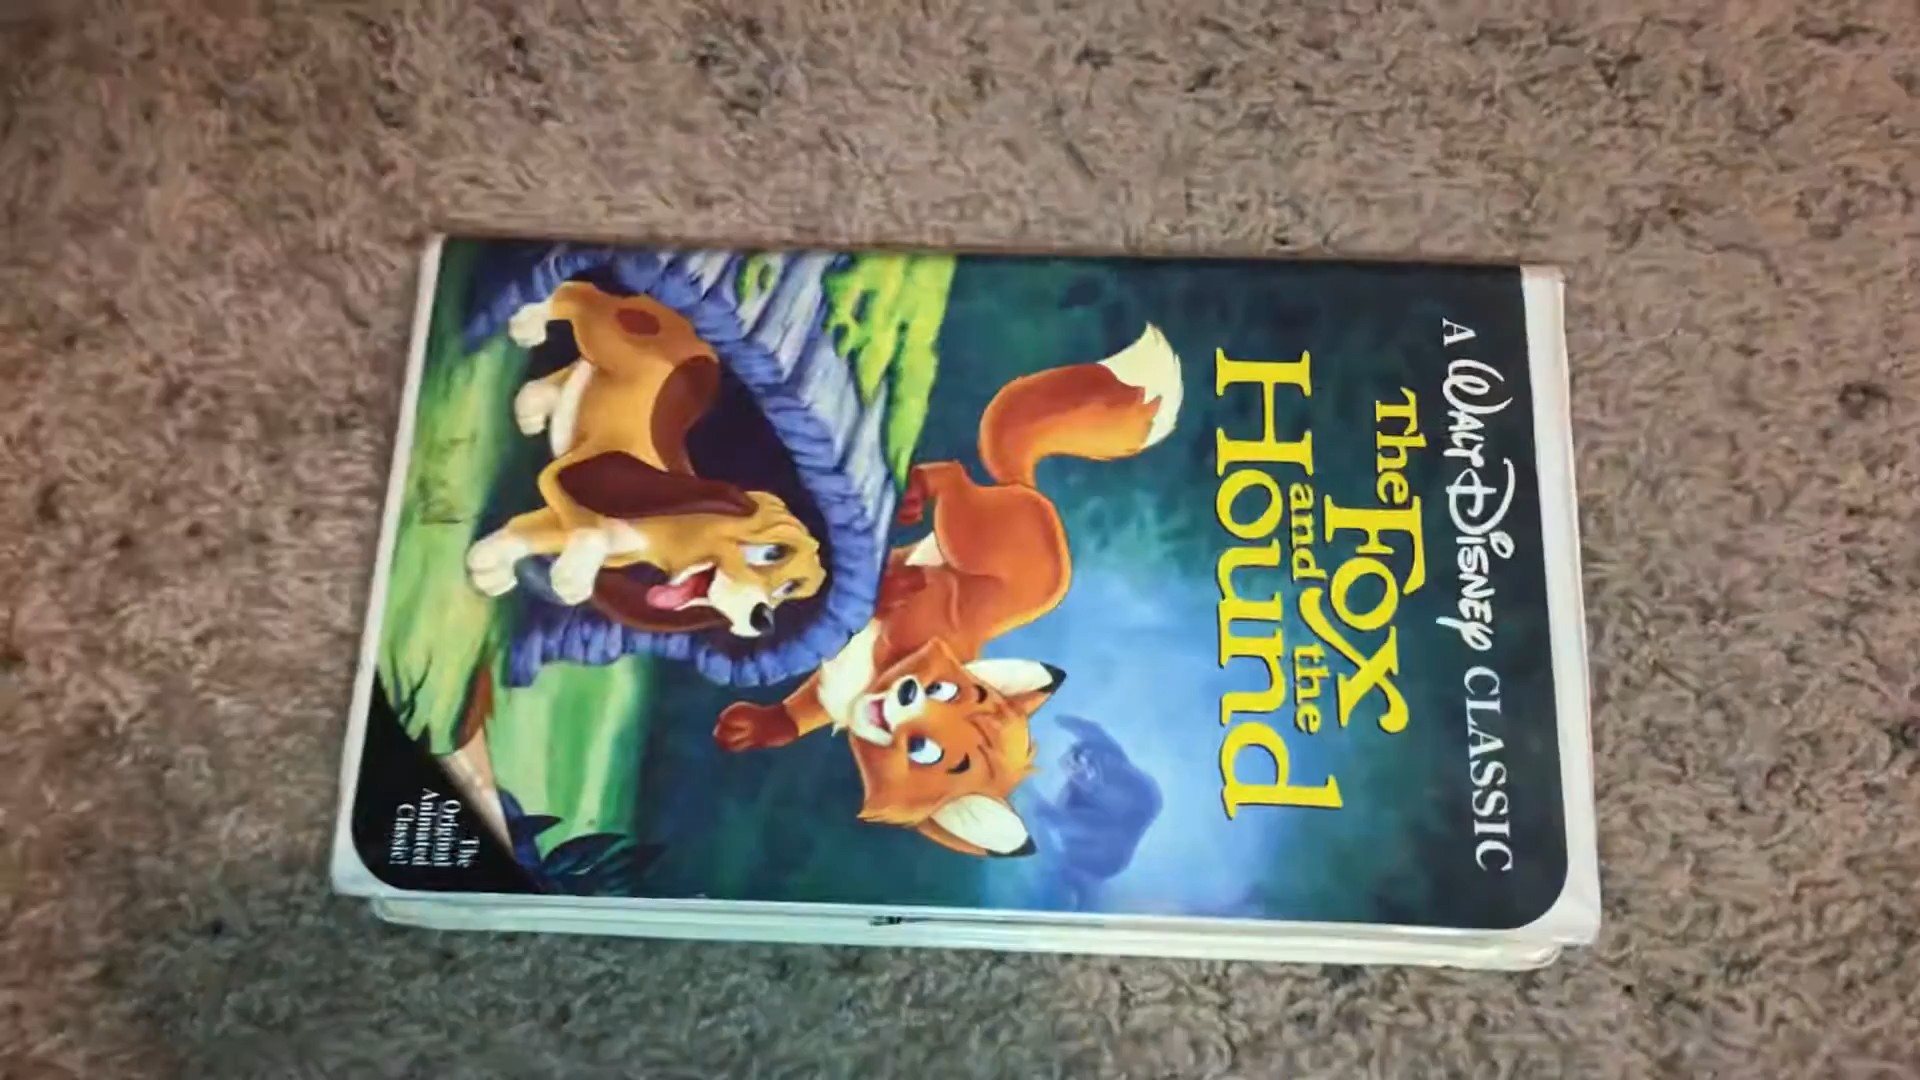 A WALT DISNEY CLASSIC
The Fox
and the
Hound
The
Original
Animated
Classic!